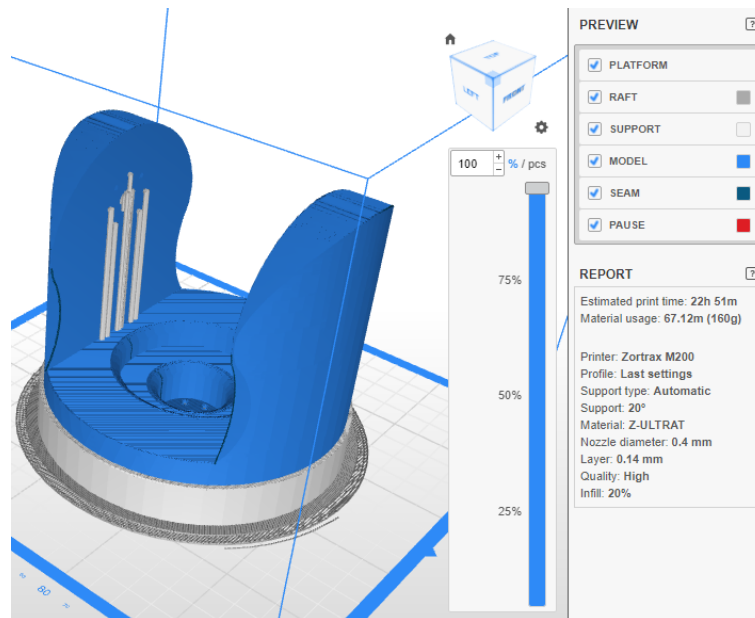 PREVIEW
?
PLATFORM
RAFT
SUPPORT
MODEL
SEAM
PAUSE
TOP
LEFT
FRONT
100 + - % / pcs
75%
50%
25%
80
REPORT
?
Estimated print time: 22h 51m
Material usage: 67.12m (160g)
Printer: Zortrax M200
Profile: Last settings
Support type: Automatic
Support: 20°
Material: Z-ULTRAT
Nozzle diameter: 0.4 mm
Layer: 0.14 mm
Quality: High
Infill: 20%